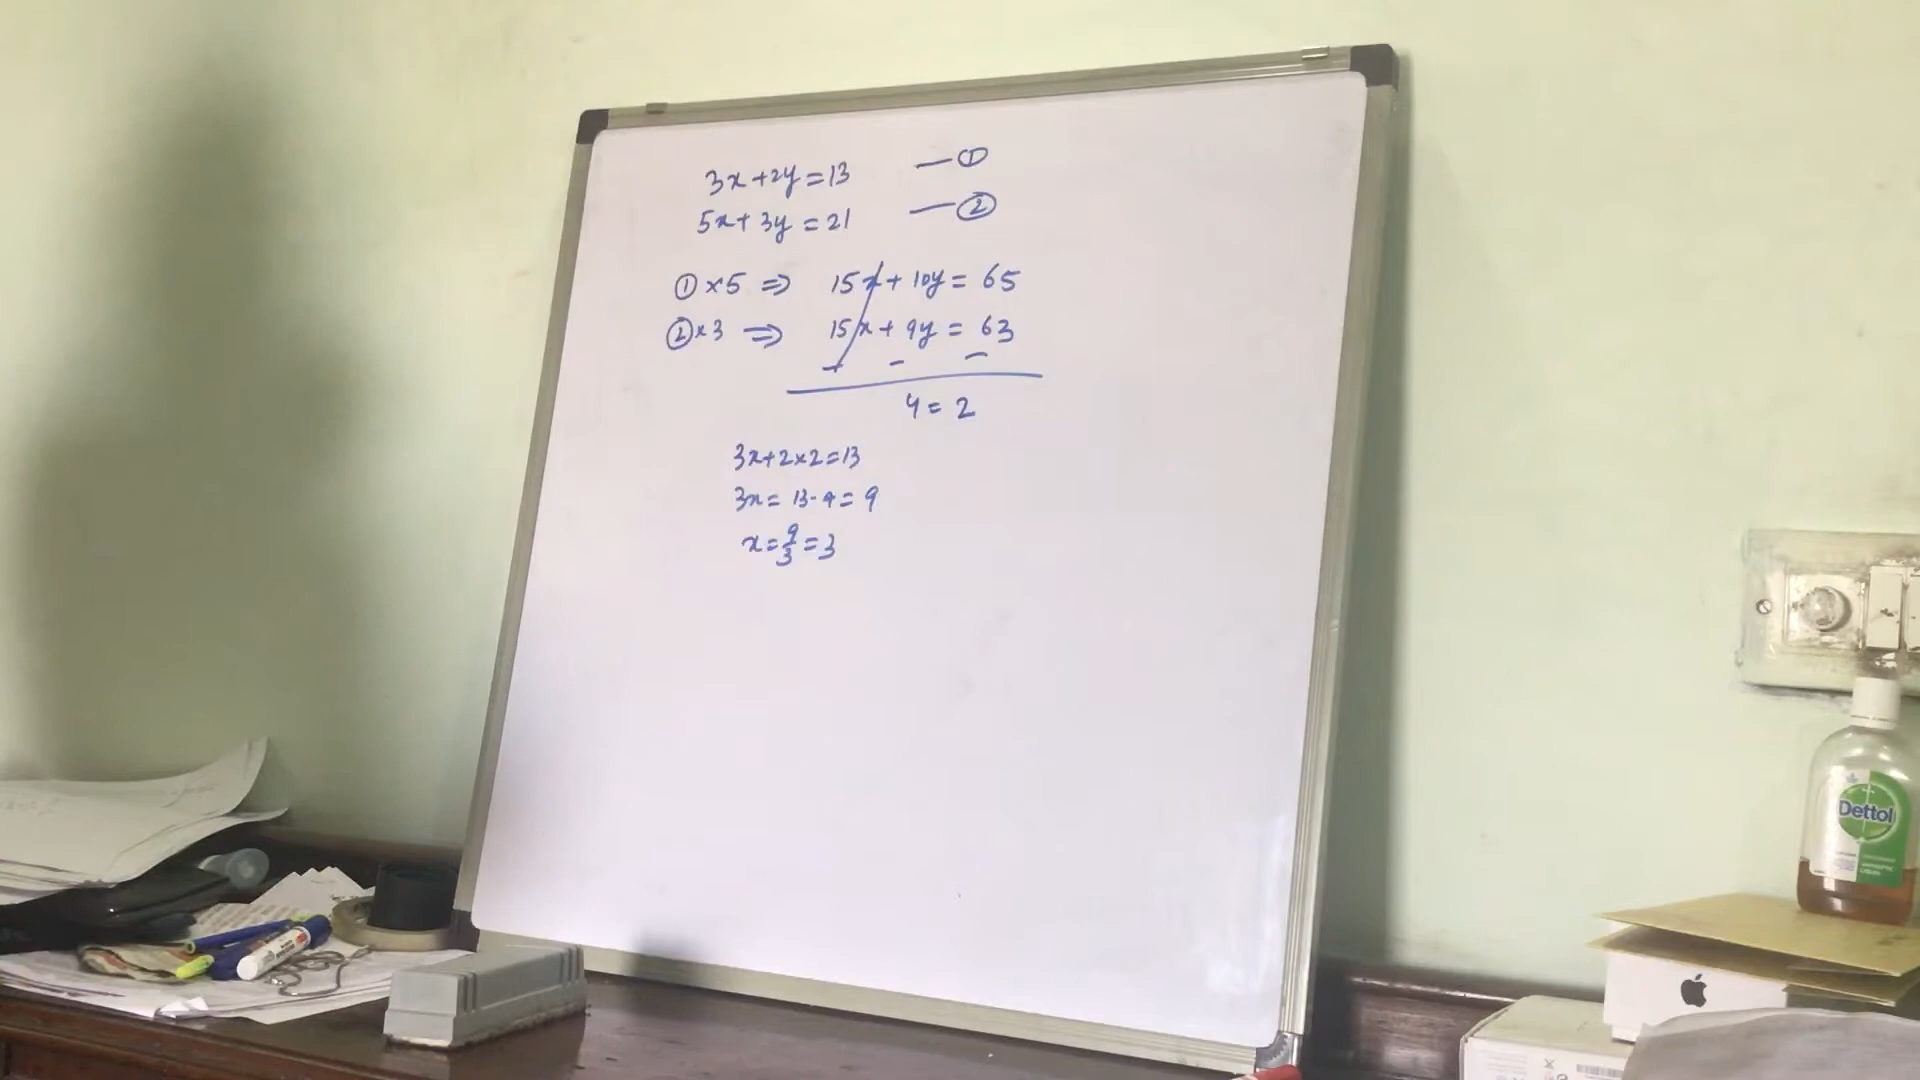 3x+2y=13 —①
5x+3y=21 —②
①×5 ⇒ 15x+10y=65
②×3 ⇒ 15x+9y=63
- - -
y=2
3x+2×2=13
3x=13-4=9
x=9/3=3
Dettol